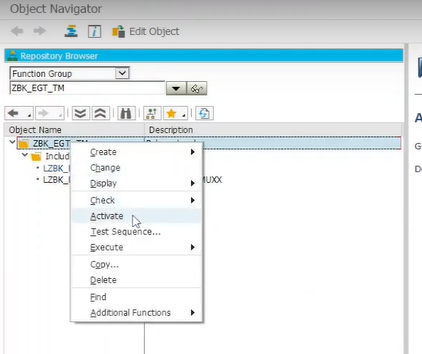 Object Navigator
Edit Object
Repository Browser
Function Group
ZBK_EGT_TM
Object Name Description
ZBK_EGT_TM
Includ
LZBK_ MUXX
LZBK_
Create
Change
Display
Check
Activate
Test Sequence...
Execute
Copy...
Delete
Find
Additional Functions